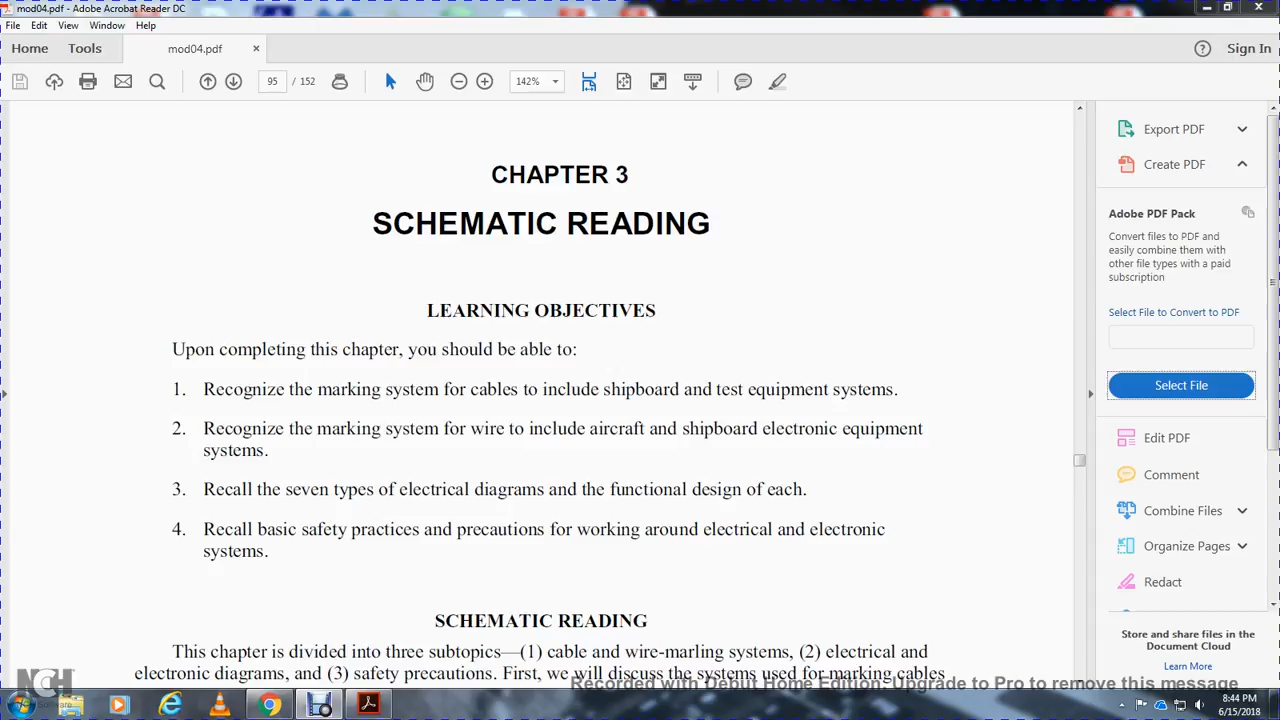 mod04.pdf - Adobe Acrobat Reader DC
File Edit View Window Help
Home Tools mod04.pdf × Sign In
95 / 152 142%
CHAPTER 3
SCHEMATIC READING
LEARNING OBJECTIVES
Upon completing this chapter, you should be able to:
1. Recognize the marking system for cables to include shipboard and test equipment systems.
2. Recognize the marking system for wire to include aircraft and shipboard electronic equipment
systems.
3. Recall the seven types of electrical diagrams and the functional design of each.
4. Recall basic safety practices and precautions for working around electrical and electronic
systems.
SCHEMATIC READING
This chapter is divided into three subtopics—(1) cable and wire-marling systems, (2) electrical and
electronic diagrams, and (3) safety precautions. First, we will discuss the systems used for marking cables
Export PDF
Create PDF
Adobe PDF Pack
Convert files to PDF and
easily combine them with
other file types with a paid
subscription
Select File to Convert to PDF
Select File
Edit PDF
Comment
Combine Files
Organize Pages
Redact
Store and share files in the
Document Cloud
Learn More
NCH
Software
Recorded with Debut Home Edition. Upgrade to Pro to remove this message
8:44 PM
6/15/2018